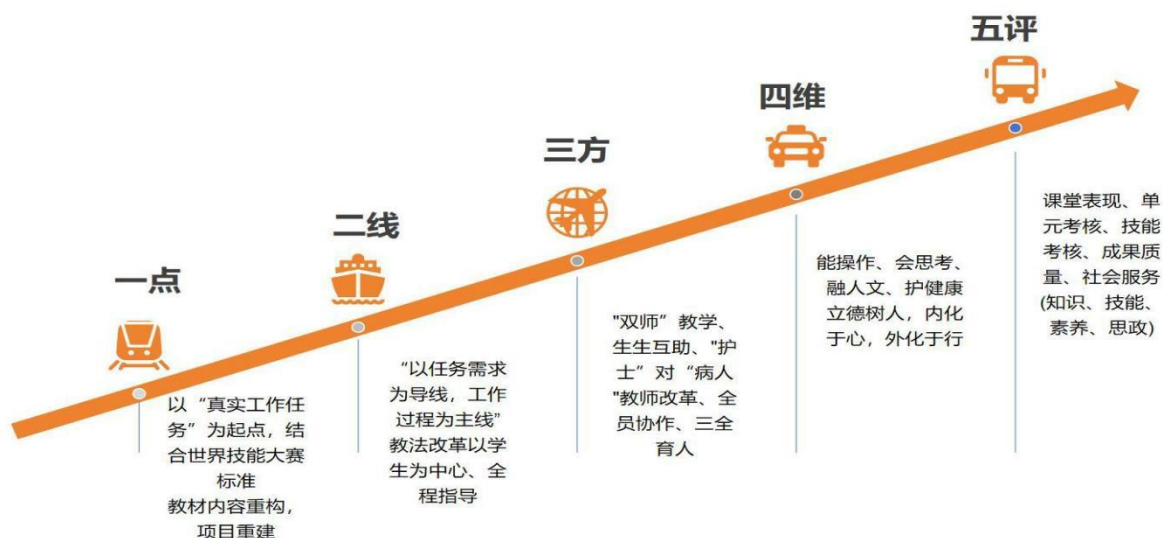 一点
以“真实工作任
务”为起点，结
合世界技能大赛
标准
教材内容重构，
项目重建
二线
“以任务需求
为导线，工作
过程为主线”
教法改革以学
生为中心、全
程指导
三方
"双师”教学、
生生互助、"护
士”对“病人
"教师改革、全
员协作、三全
育人
四维
能操作、会思考、
融人文、护健康
立德树人，内化
于心，外化于行
五评
课堂表现、单
元考核、技能
考核、成果质
量、社会服务
(知识、技能、
素养、思政)